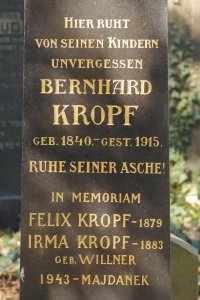 HIER RUHT
VON SEINEN KINDERN
UNVERGESSEN
BERNHARD
KROPF
GEB. 1840.–GEST. 1915.
RUHE SEINER ASCHE!
IN MEMORIAM
FELIX KROPF-1879
IRMA KROPF-1883
GEB. WILLNER
1943-MAJDANEK